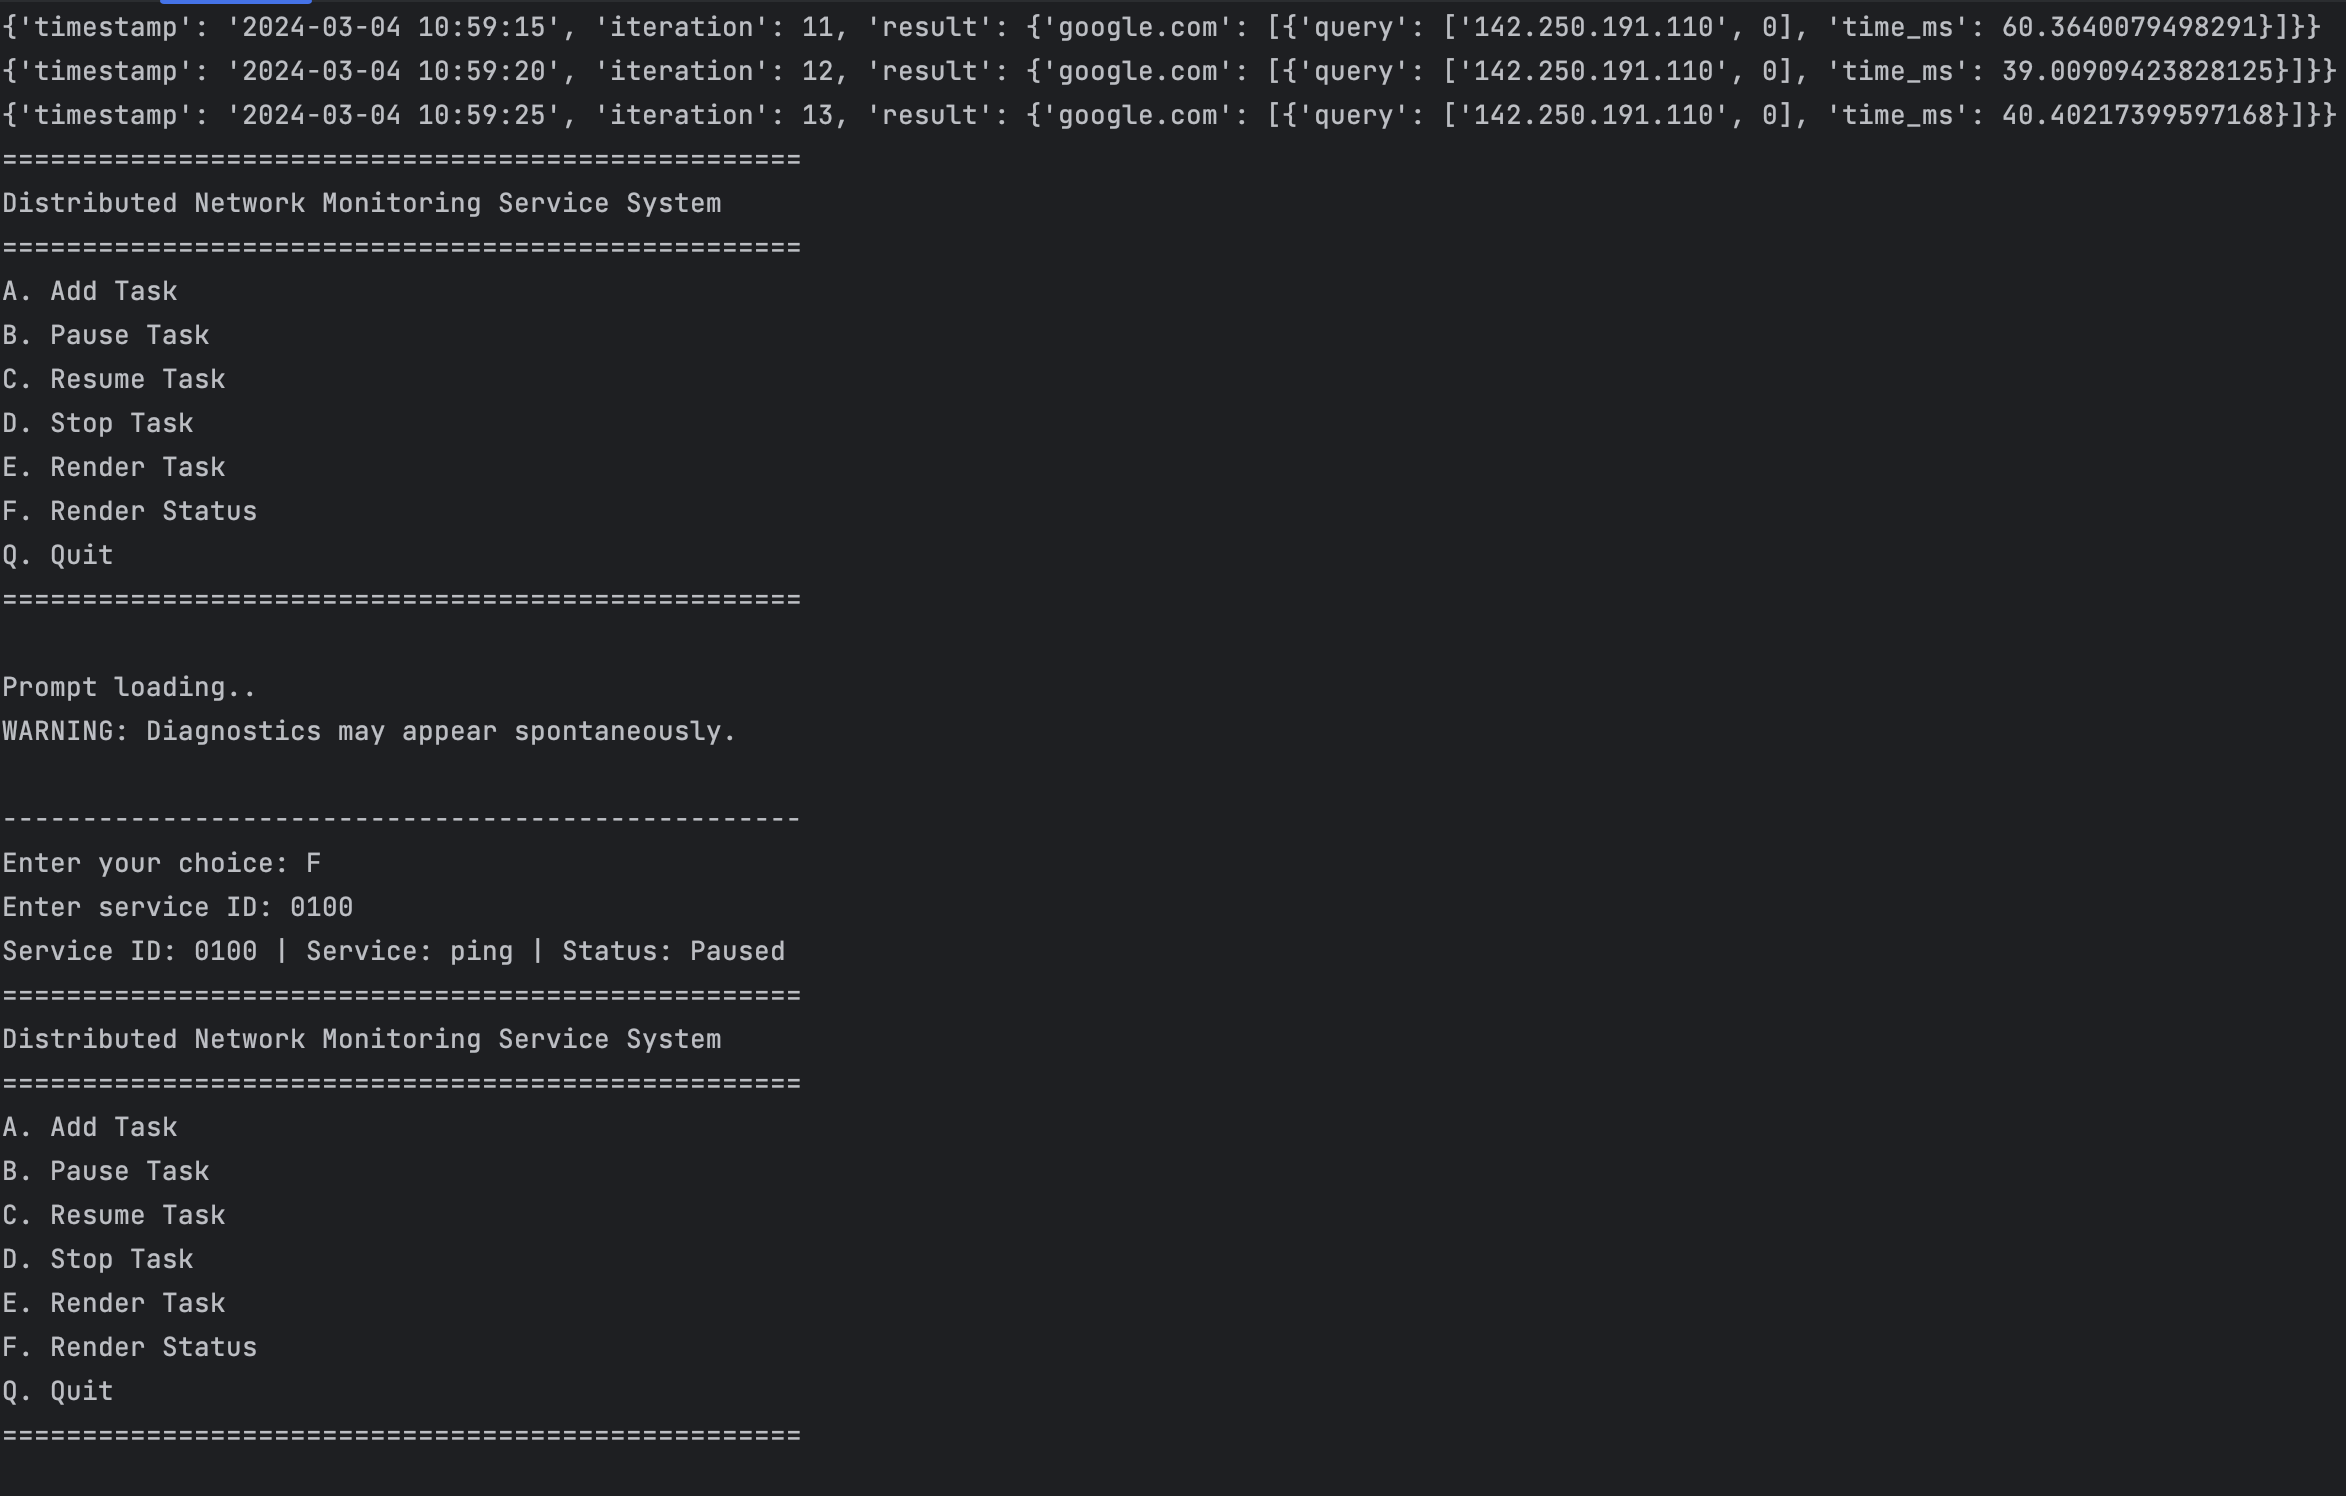 {'timestamp': '2024-03-04 10:59:15', 'iteration': 11, 'result': {'google.com': [{'query': ['142.250.191.110', 0], 'time_ms': 60.3640079498291}]}}
{'timestamp': '2024-03-04 10:59:20', 'iteration': 12, 'result': {'google.com': [{'query': ['142.250.191.110', 0], 'time_ms': 39.00909423828125}]}}
{'timestamp': '2024-03-04 10:59:25', 'iteration': 13, 'result': {'google.com': [{'query': ['142.250.191.110', 0], 'time_ms': 40.40217399597168}]}}
==================================================
Distributed Network Monitoring Service System
==================================================
A. Add Task
B. Pause Task
C. Resume Task
D. Stop Task
E. Render Task
F. Render Status
Q. Quit
==================================================
Prompt loading..
WARNING: Diagnostics may appear spontaneously.
--------------------------------------------------
Enter your choice: F
Enter service ID: 0100
Service ID: 0100 | Service: ping | Status: Paused
==================================================
Distributed Network Monitoring Service System
==================================================
A. Add Task
B. Pause Task
C. Resume Task
D. Stop Task
E. Render Task
F. Render Status
Q. Quit
==================================================